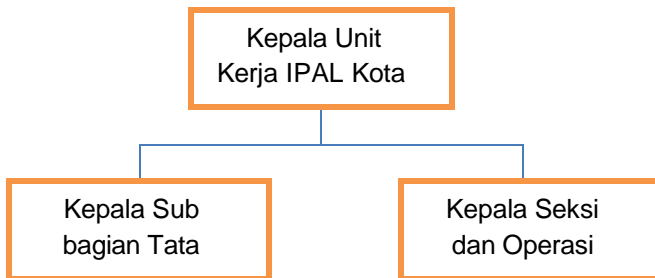 Kepala Unit
Kerja IPAL Kota
Kepala Sub
bagian Tata
Kepala Seksi
dan Operasi